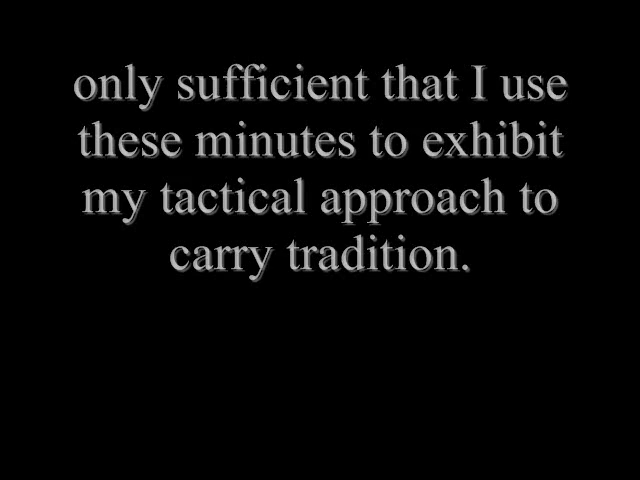 only sufficient that I use
these minutes to exhibit
my tactical approach to
carry tradition.